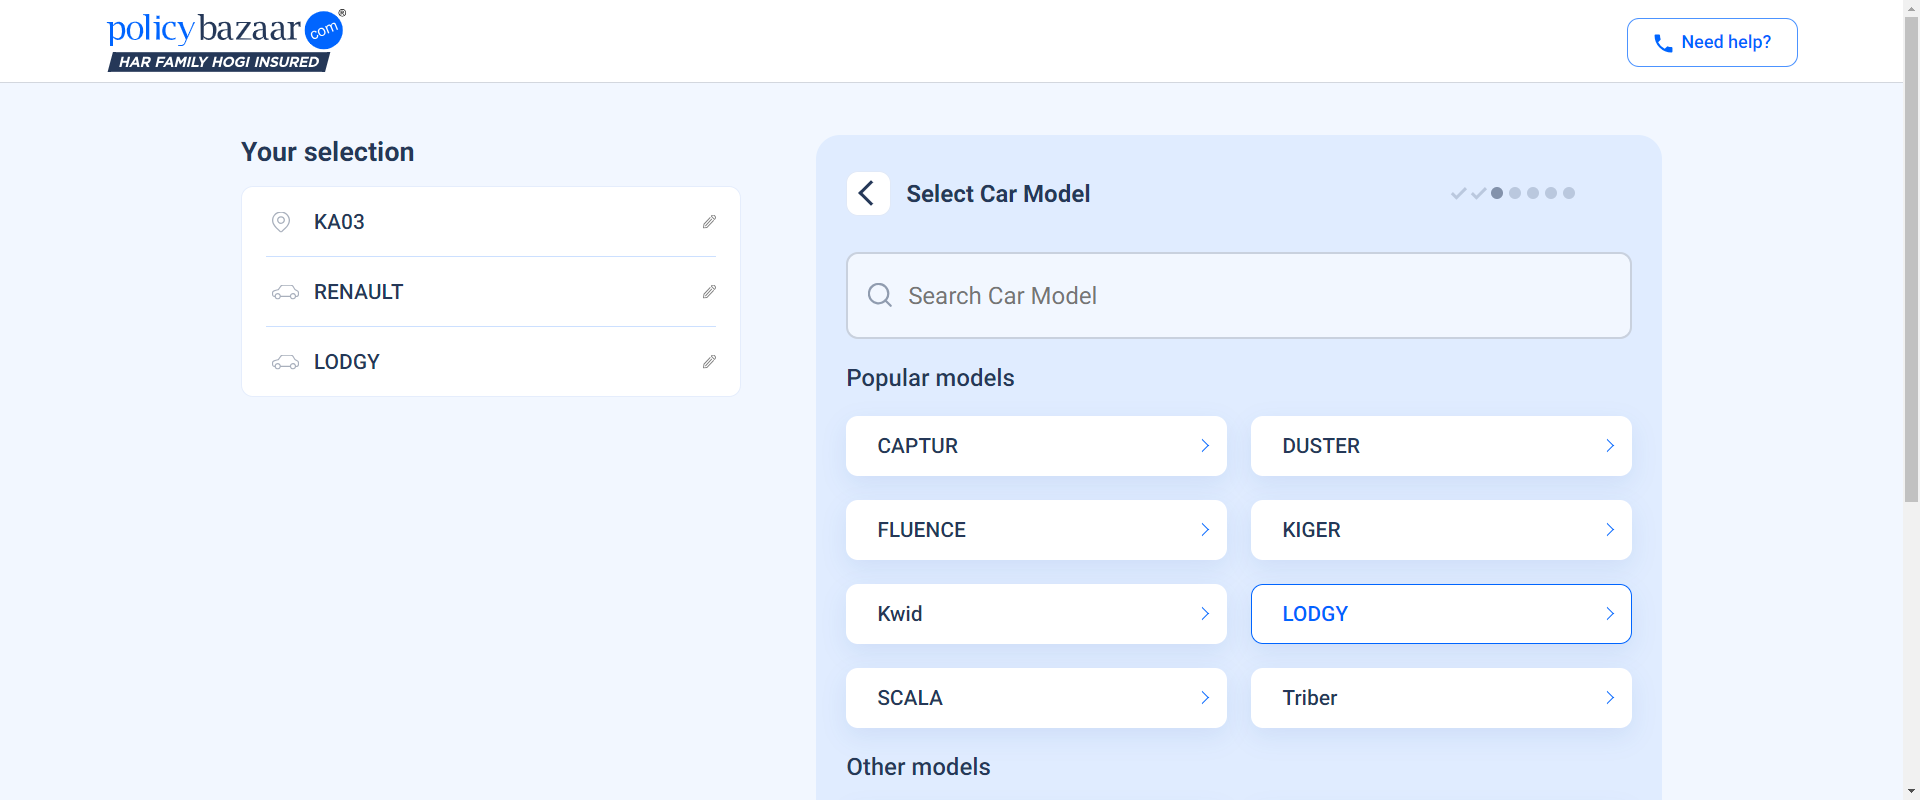 policybazaar.com®
HAR FAMILY HOGI INSURED
Need help?
Your selection
KA03
RENAULT
LODGY
Select Car Model
Search Car Model
Popular models
CAPTUR
DUSTER
FLUENCE
KIGER
Kwid
LODGY
SCALA
Triber
Other models